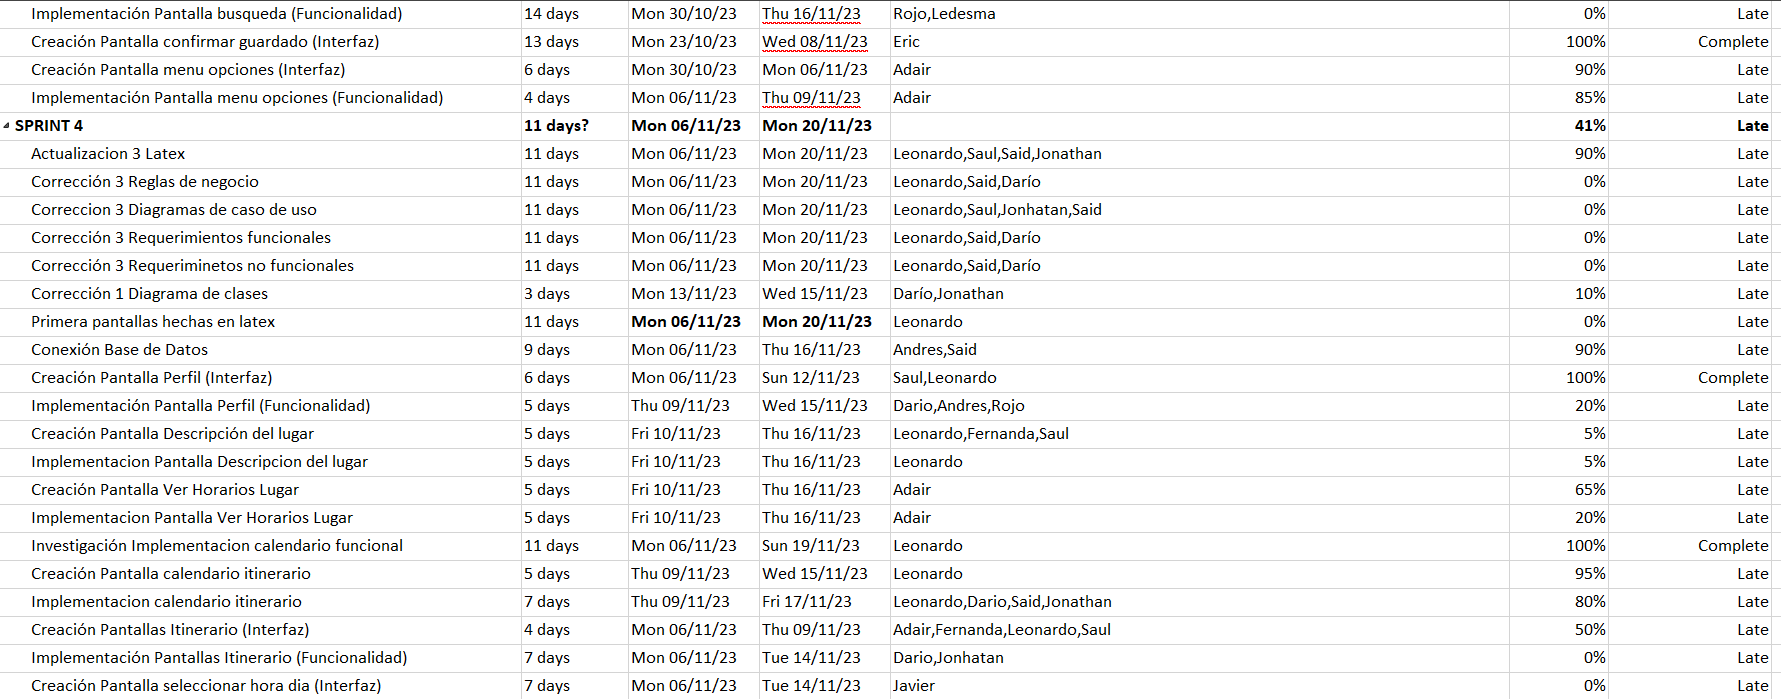 Implementación Pantalla busqueda (Funcionalidad) 14 days Mon 30/10/23 Thu 16/11/23 Rojo,Ledesma 0% Late
Creación Pantalla confirmar guardado (Interfaz) 13 days Mon 23/10/23 Wed 08/11/23 Eric 100% Complete
Creación Pantalla menu opciones (Interfaz) 6 days Mon 30/10/23 Mon 06/11/23 Adair 90% Late
Implementación Pantalla menu opciones (Funcionalidad) 4 days Mon 06/11/23 Thu 09/11/23 Adair 85% Late
SPRINT 4 11 days? Mon 06/11/23 Mon 20/11/23 41% Late
Actualizacion 3 Latex 11 days Mon 06/11/23 Mon 20/11/23 Leonardo,Saul,Said,Jonathan 90% Late
Corrección 3 Reglas de negocio 11 days Mon 06/11/23 Mon 20/11/23 Leonardo,Said,Darío 0% Late
Correccion 3 Diagramas de caso de uso 11 days Mon 06/11/23 Mon 20/11/23 Leonardo,Saul,Jonhatan,Said 0% Late
Corrección 3 Requerimientos funcionales 11 days Mon 06/11/23 Mon 20/11/23 Leonardo,Said,Darío 0% Late
Corrección 3 Requeriminetos no funcionales 11 days Mon 06/11/23 Mon 20/11/23 Leonardo,Said,Darío 0% Late
Corrección 1 Diagrama de clases 3 days Mon 13/11/23 Wed 15/11/23 Darío,Jonathan 10% Late
Primera pantallas hechas en latex 11 days Mon 06/11/23 Mon 20/11/23 Leonardo 0% Late
Conexión Base de Datos 9 days Mon 06/11/23 Thu 16/11/23 Andres,Said 90% Late
Creación Pantalla Perfil (Interfaz) 6 days Mon 06/11/23 Sun 12/11/23 Saul,Leonardo 100% Complete
Implementación Pantalla Perfil (Funcionalidad) 5 days Thu 09/11/23 Wed 15/11/23 Dario,Andres,Rojo 20% Late
Creación Pantalla Descripción del lugar 5 days Fri 10/11/23 Thu 16/11/23 Leonardo,Fernanda,Saul 5% Late
Implementacion Pantalla Descripcion del lugar 5 days Fri 10/11/23 Thu 16/11/23 Leonardo 5% Late
Creación Pantalla Ver Horarios Lugar 5 days Fri 10/11/23 Thu 16/11/23 Adair 65% Late
Implementacion Pantalla Ver Horarios Lugar 5 days Fri 10/11/23 Thu 16/11/23 Adair 20% Late
Investigación Implementacion calendario funcional 11 days Mon 06/11/23 Sun 19/11/23 Leonardo 100% Complete
Creación Pantalla calendario itinerario 5 days Thu 09/11/23 Wed 15/11/23 Leonardo 95% Late
Implementacion calendario itinerario 7 days Thu 09/11/23 Fri 17/11/23 Leonardo,Dario,Said,Jonathan 80% Late
Creación Pantallas Itinerario (Interfaz) 4 days Mon 06/11/23 Thu 09/11/23 Adair,Fernanda,Leonardo,Saul 50% Late
Implementación Pantallas Itinerario (Funcionalidad) 7 days Mon 06/11/23 Tue 14/11/23 Dario,Jonhatan 0% Late
Creación Pantalla seleccionar hora dia (Interfaz) 7 days Mon 06/11/23 Tue 14/11/23 Javier 0% Late